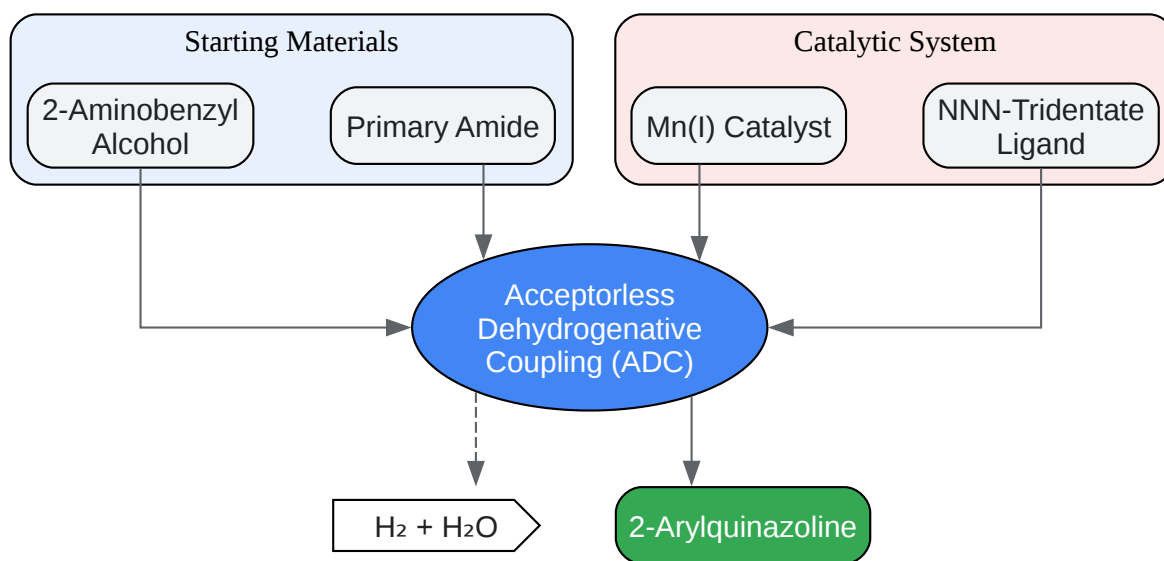 Starting Materials
Catalytic System
2-Aminobenzyl
Alcohol
Primary Amide
Mn(I) Catalyst
NNN-Tridentate
Ligand
Acceptorless
Dehydrogenative
Coupling (ADC)
H₂ + H₂O
2-Arylquinazoline